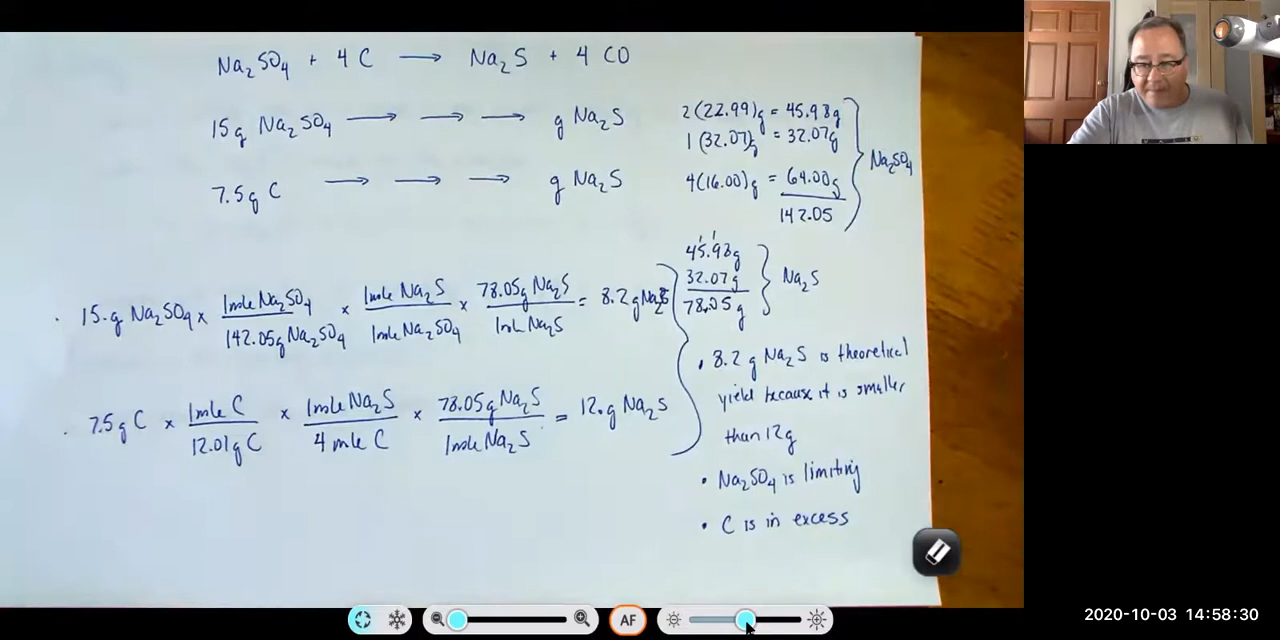 Na₂SO₄ + 4 C → Na₂S + 4 CO
15g Na₂SO₄ → → → g Na₂S
7.5g C → → → g Na₂S
2(22.99)g = 45.98g
1(32.07)g = 32.07g
4(16.00)g = 64.00g
142.05
Na₂SO₄
45.98g
32.07g
78.05g
Na₂S
15.g Na₂SO₄ x 1mole Na₂SO₄/142.05g Na₂SO₄ x 1mole Na₂S/1mole Na₂SO₄ x 78.05g Na₂S/1mole Na₂S = 8.2g Na₂S
7.5g C x 1mole C/12.01g C x 1mole Na₂S/4 mole C x 78.05g Na₂S/1mole Na₂S = 12.g Na₂S
• 8.2 g Na₂S is theoretical
yield because it is smaller
than 12g
• Na₂SO₄ is limiting
• C is in excess
AF
2020-10-03 14:58:30